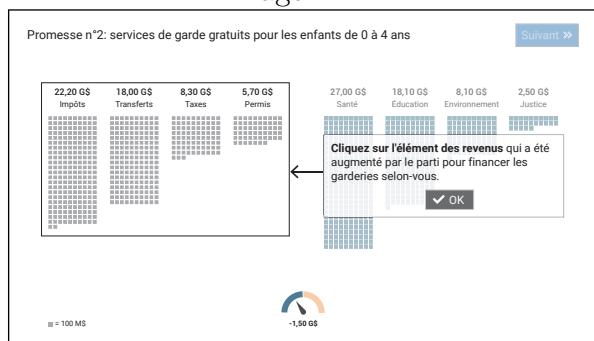 Promesse n°2: services de garde gratuits pour les enfants de 0 à 4 ans
Suivant »
22,20 G$ 18,00 G$ 8,30 G$ 5,70 G$ 27,00 G$ 18,10 G$ 8,10 G$ 2,50 G$
Impôts Transferts Taxes Permis Santé Éducation Environnement Justice
Cliquez sur l'élément des revenus qui a été
augmenté par le parti pour financer les
garderies selon-vous.
✔ OK
= 100 M$
-1,50 G$